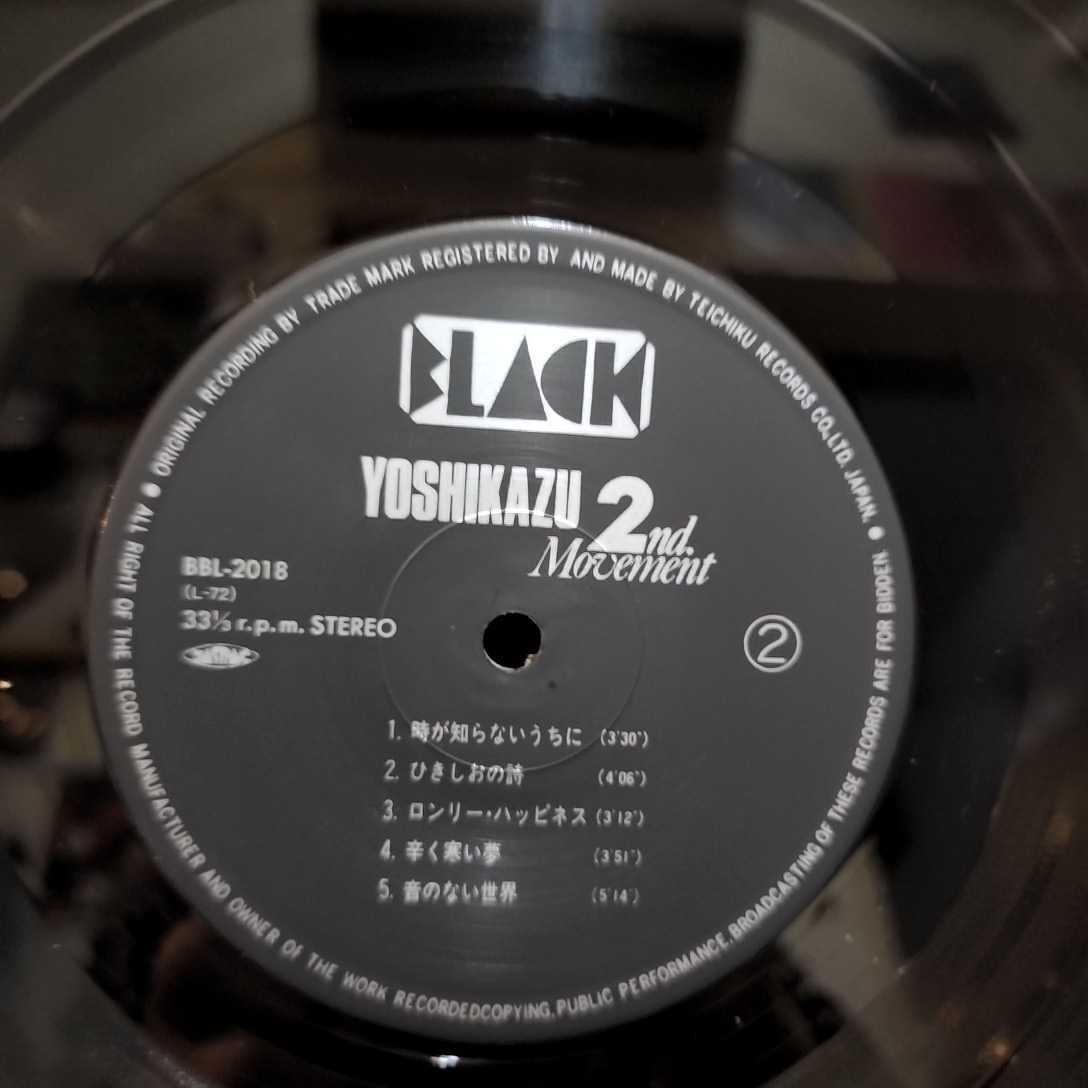 ORIGINAL RECORDING BY TRADE MARK REGISTERED BY AND MADE BY TEICHIKU RECORDS CO.,LTD. JAPAN. ●
ALL RIGHT OF THE RECORD MANUFACTURER AND OWNER OF THE WORK RECORDEDCOPYING, PUBLIC PERFORMANCE, BROADCASTING OF THESE RECORDS ARE FOR BIDDEN. ●
BLACK
YOSHIKAZU 2nd.
Movement
BBL-2018
(L-72)
33⅓ r.p.m. STEREO
②
1. 時が知らないうちに (3'30")
2. ひきしおの詩 (4'06")
3. ロンリー・ハッピネス (3'12")
4. 辛く寒い夢 (3'51")
5. 音のない世界 (5'14")